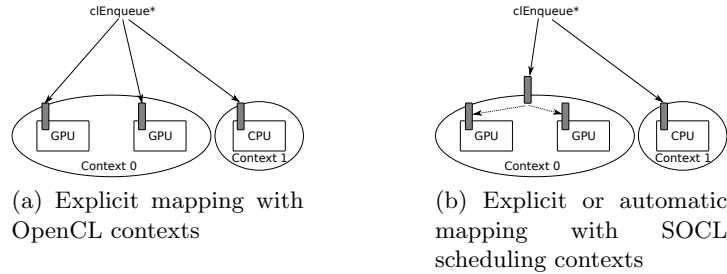 clEnqueue*
GPU
GPU
CPU
Context 0
Context 1
(a) Explicit mapping with
OpenCL contexts
clEnqueue*
GPU
GPU
CPU
Context 0
Context 1
(b) Explicit or automatic
mapping with SOCL
scheduling contexts